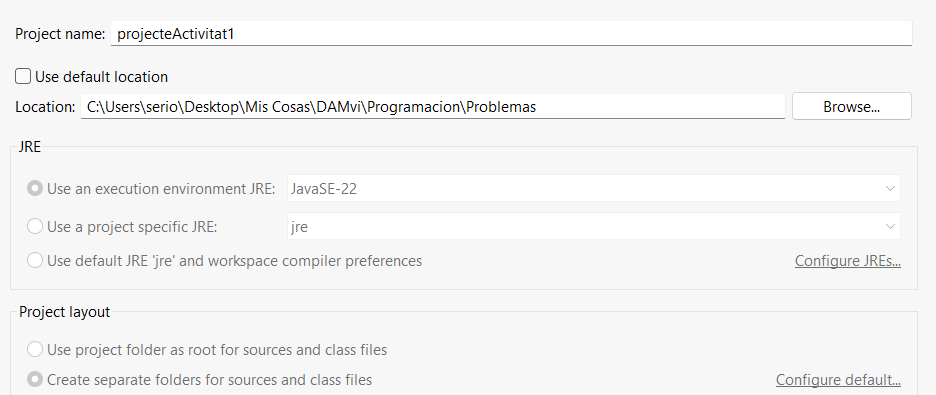 Project name: projecteActivitat1
Use default location
Location: C:\Users\serio\Desktop\Mis Cosas\DAMvi\Programacion\Problemas Browse...
JRE
Use an execution environment JRE: JavaSE-22
Use a project specific JRE: jre
Use default JRE 'jre' and workspace compiler preferences Configure JREs...
Project layout
Use project folder as root for sources and class files
Create separate folders for sources and class files Configure default...